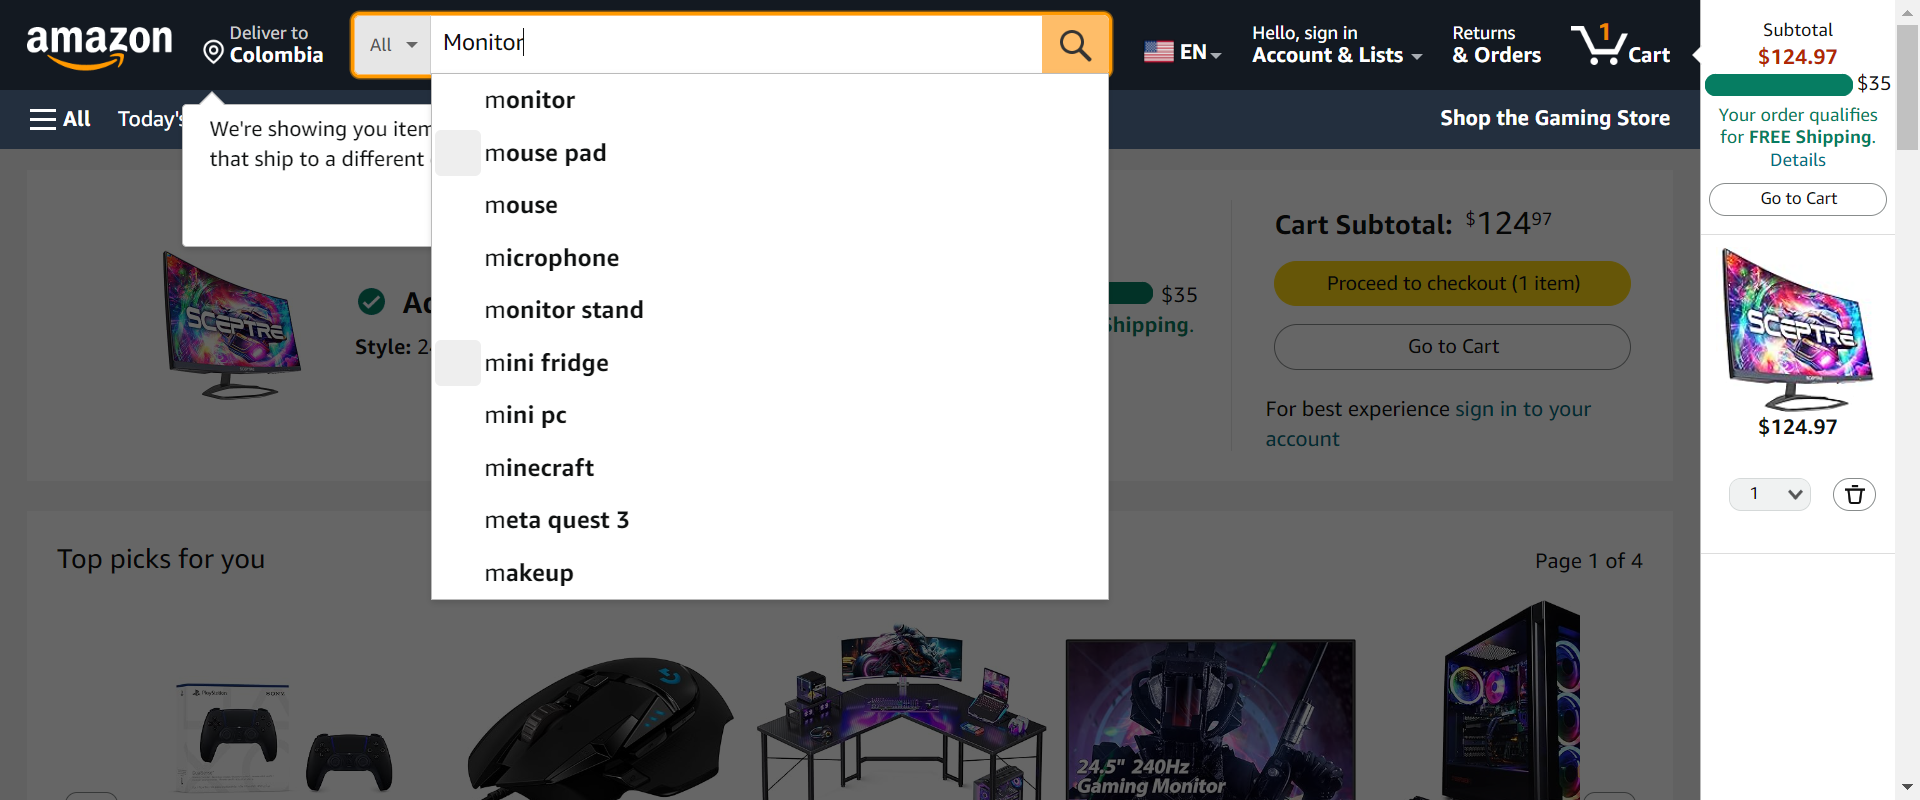 amazon
Deliver to
Colombia
All
Monitor
EN
Hello, sign in
Account & Lists
Returns
& Orders
1
Cart
All
Today's
Shop the Gaming Store
We're showing you item
that ship to a different
monitor
mouse pad
mouse
microphone
monitor stand
mini fridge
mini pc
minecraft
meta quest 3
makeup
SCEPTRE
Style:
$35
Shipping.
Cart Subtotal: $124 97
Proceed to checkout (1 item)
Go to Cart
For best experience sign in to your
account
Subtotal
$124.97
$35
Your order qualifies
for FREE Shipping.
Details
Go to Cart
SCEPTRE
$124.97
1
Top picks for you
Page 1 of 4
PlayStation
SONY
24.5" 240Hz
Gaming Monitor